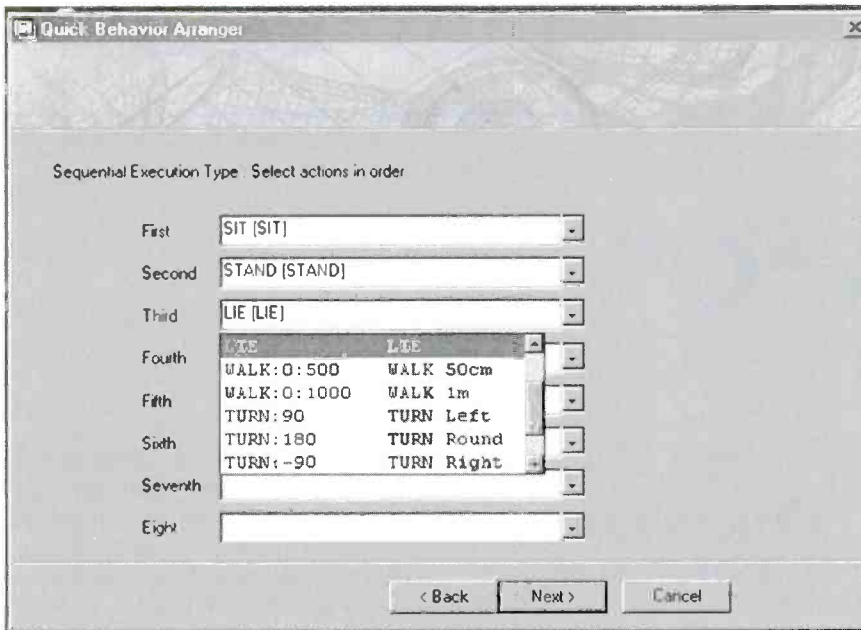 Quick Behavior Arranger
Sequential Execution Type : Select actions in order
First SIT [SIT]
Second STAND [STAND]
Third LIE [LIE]
LIE LIE
Fourth
WALK:0:500 WALK 50cm
WALK:0:1000 WALK 1m
Fifth
TURN:90 TURN Left
TURN:180 TURN Round
Sixth
TURN:-90 TURN Right
Seventh
Eight
< Back Next > Cancel